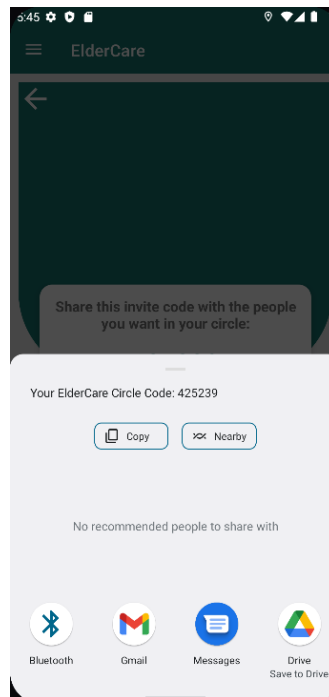 5:45
ElderCare
Share this invite code with the people
you want in your circle:
Your ElderCare Circle Code: 425239
Copy
Nearby
No recommended people to share with
Bluetooth
Gmail
Messages
Drive
Save to Drive